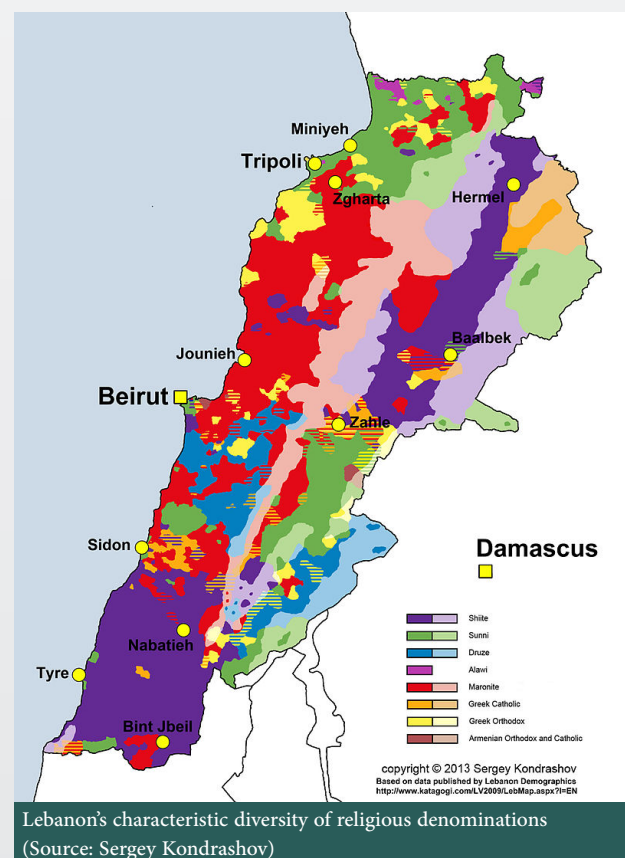 Miniyeh
Tripoli
Zgharta
Hermel
Jounieh
Baalbek
Beirut
Zahle
Sidon
Damascus
Nabatieh
Tyre
Bint Jbeil
Shiite
Sunni
Druze
Alawi
Maronite
Greek Catholic
Greek Orthodox
Armenian Orthodox and Catholic
copyright © 2013 Sergey Kondrashov
Based on data published by Lebanon Demographics
http://www.katagogi.com/LV2009/LebMap.aspx?l=EN
Lebanon's characteristic diversity of religious denominations
(Source: Sergey Kondrashov)